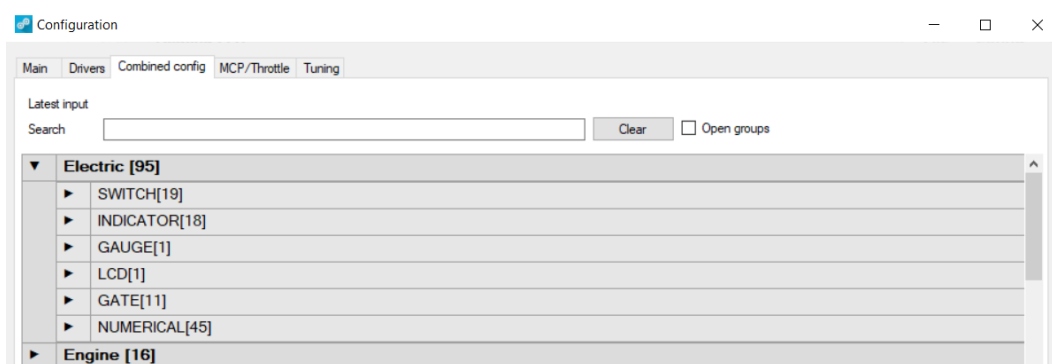 Configuration
Main Drivers Combined config MCP/Throttle Tuning
Latest input
Search Clear Open groups
Electric [95]
SWITCH[19]
INDICATOR[18]
GAUGE[1]
LCD[1]
GATE[11]
NUMERICAL[45]
Engine [16]